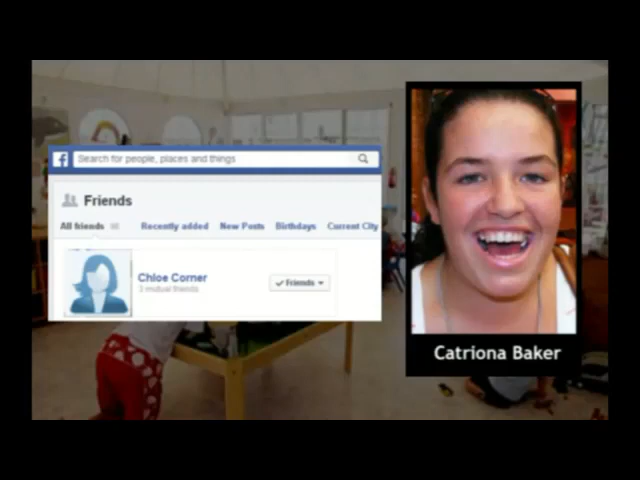 f Search for people, places and things
Friends
All friends Recently added New Posts Birthdays Current City
Chloe Corner
3 mutual friends
✓ Friends
Catriona Baker